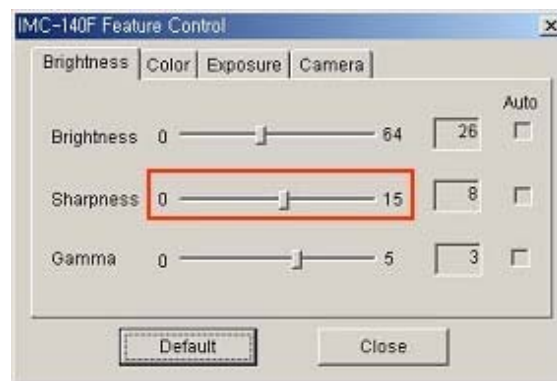 IMC-140F Feature Control
Brightness Color Exposure Camera
Auto
Brightness 0 64 26
Sharpness 0 15 8
Gamma 0 5 3
Default Close